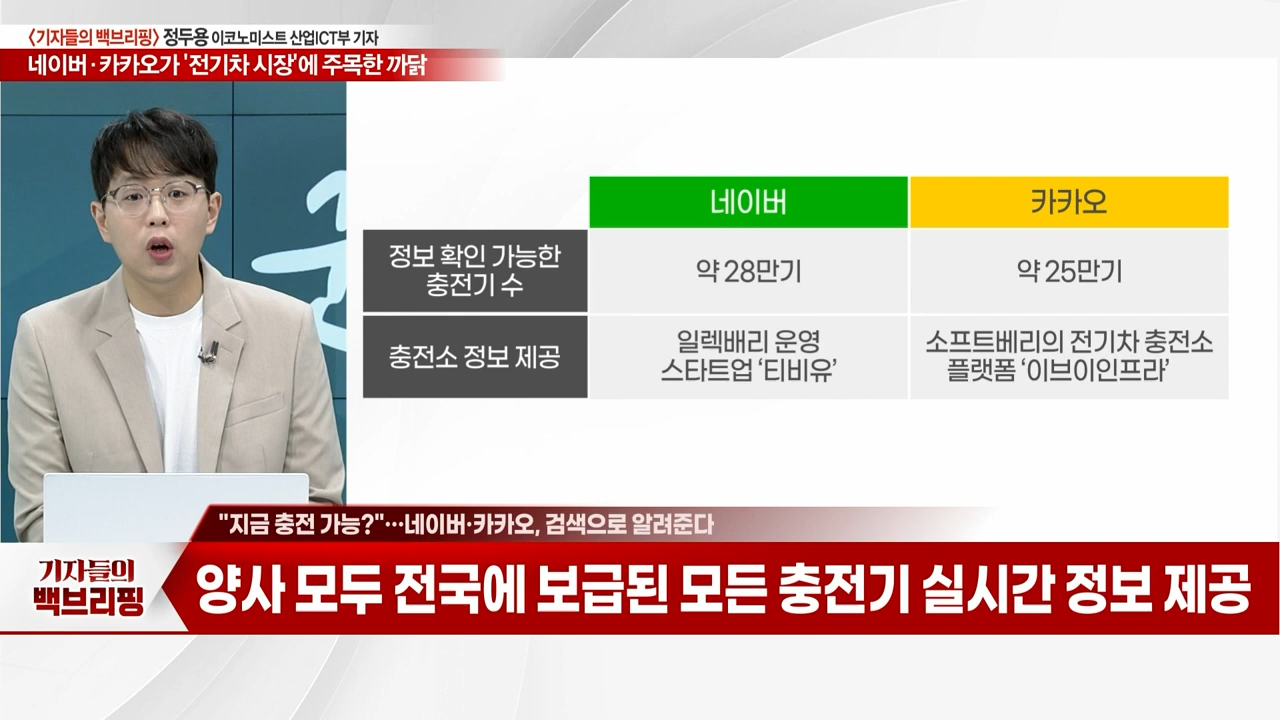 〈기자들의 백브리핑〉 정두용 이코노미스트 산업ICT부 기자
네이버·카카오가 '전기차 시장'에 주목한 까닭
네이버
카카오
정보 확인 가능한
충전기 수
약 28만기
약 25만기
충전소 정보 제공
일렉배리 운영
스타트업 ‘티비유’
소프트베리의 전기차 충전소
플랫폼 ‘이브이인프라’
"지금 충전 가능?"…네이버·카카오, 검색으로 알려준다
기자들의
백브리핑
양사 모두 전국에 보급된 모든 충전기 실시간 정보 제공